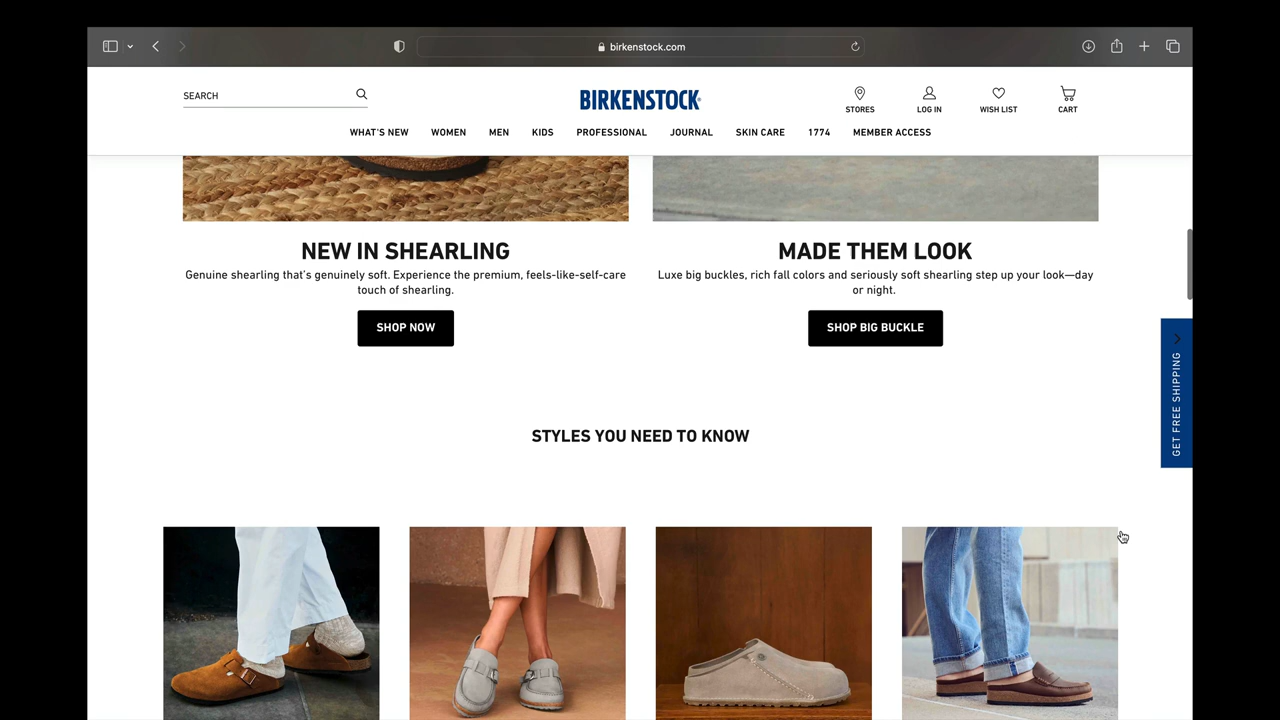 birkenstock.com
SEARCH
BIRKENSTOCK
STORES
LOG IN
WISH LIST
CART
WHAT'S NEW
WOMEN
MEN
KIDS
PROFESSIONAL
JOURNAL
SKIN CARE
1774
MEMBER ACCESS
NEW IN SHEARLING
Genuine shearling that's genuinely soft. Experience the premium, feels-like-self-care
touch of shearling.
SHOP NOW
MADE THEM LOOK
Luxe big buckles, rich fall colors and seriously soft shearling step up your look—day
or night.
SHOP BIG BUCKLE
GET FREE SHIPPING
STYLES YOU NEED TO KNOW